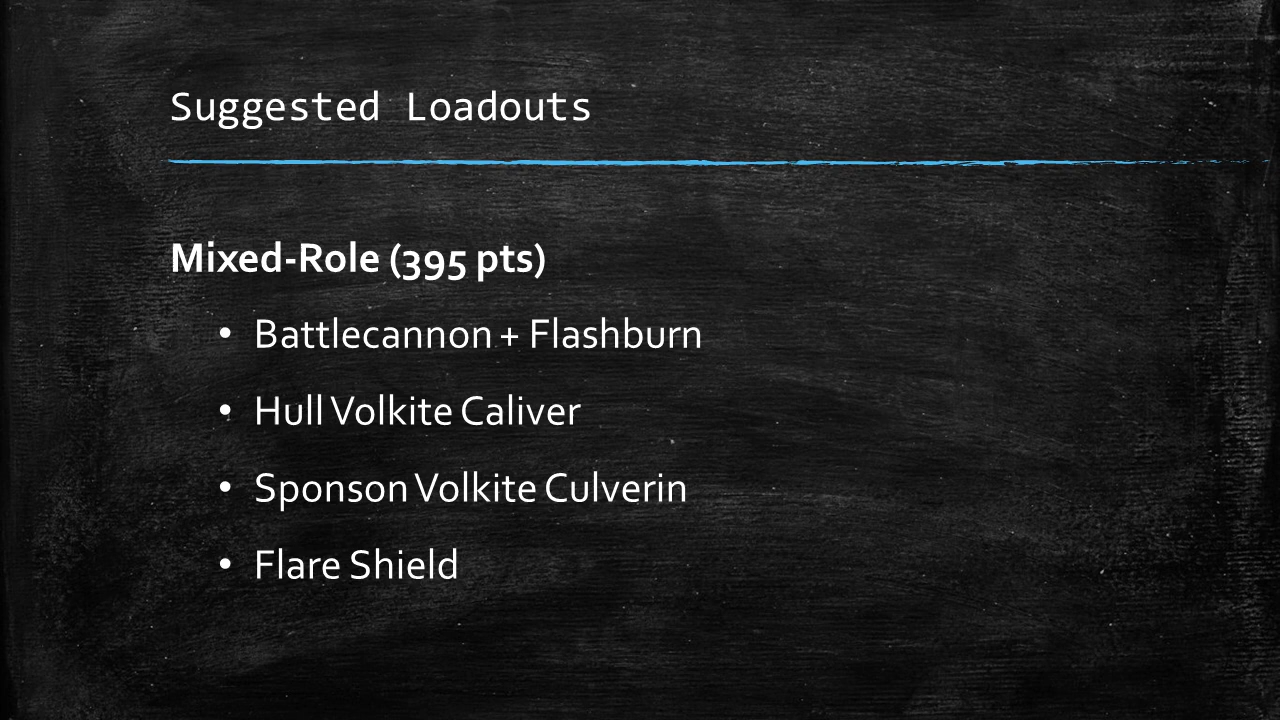 Suggested Loadouts
Mixed-Role (395 pts)
• Battlecannon + Flashburn
• Hull Volkite Caliver
• Sponson Volkite Culverin
• Flare Shield